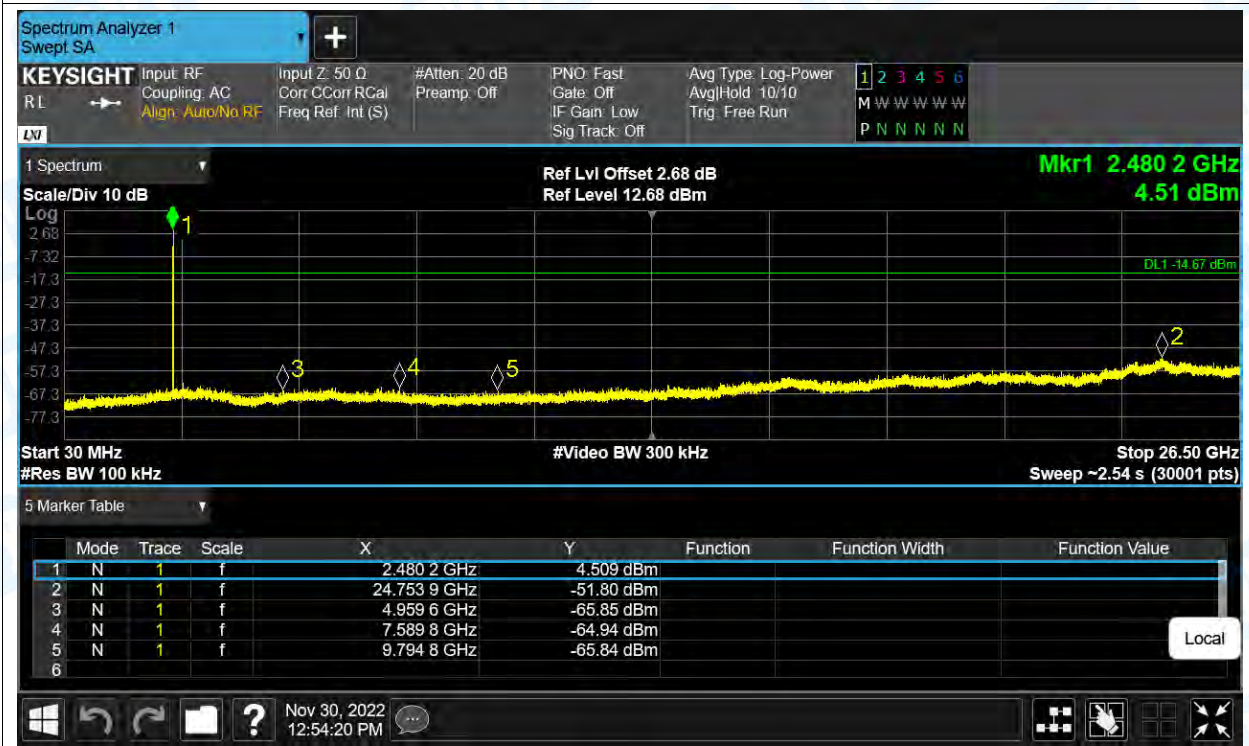 Spectrum Analyzer 1
Swept SA
+
KEYSIGHT Input: RF Input Z: 50 Ω #Atten: 20 dB PNO: Fast Avg Type: Log-Power 1 2 3 4 5 6
RL Coupling: AC Corr CCorr RCal Preamp: Off Gate: Off Avg|Hold: 10/10 M W W W W W
Align: Auto/No RF Freq Ref: Int (S) IF Gain: Low Trig: Free Run
LXI Sig Track: Off P N N N N N
1 Spectrum Ref Lvl Offset 2.68 dB Mkr1 2.480 2 GHz
Scale/Div 10 dB Ref Level 12.68 dBm 4.51 dBm
Log
1
2.68
-7.32
DL1 -14.67 dBm
-17.3
-27.3
-37.3
2
-47.3
-57.3
3 4 5
-67.3
-77.3
Start 30 MHz #Video BW 300 kHz Stop 26.50 GHz
#Res BW 100 kHz Sweep ~2.54 s (30001 pts)
5 Marker Table
Mode Trace Scale X Y Function Function Width Function Value
1 N 1 f 2.480 2 GHz 4.509 dBm
2 N 1 f 24.753 9 GHz -51.80 dBm
3 N 1 f 4.959 6 GHz -65.85 dBm
4 N 1 f 7.589 8 GHz -64.94 dBm
5 N 1 f 9.794 8 GHz -65.84 dBm
6
Local
? Nov 30, 2022
12:54:20 PM